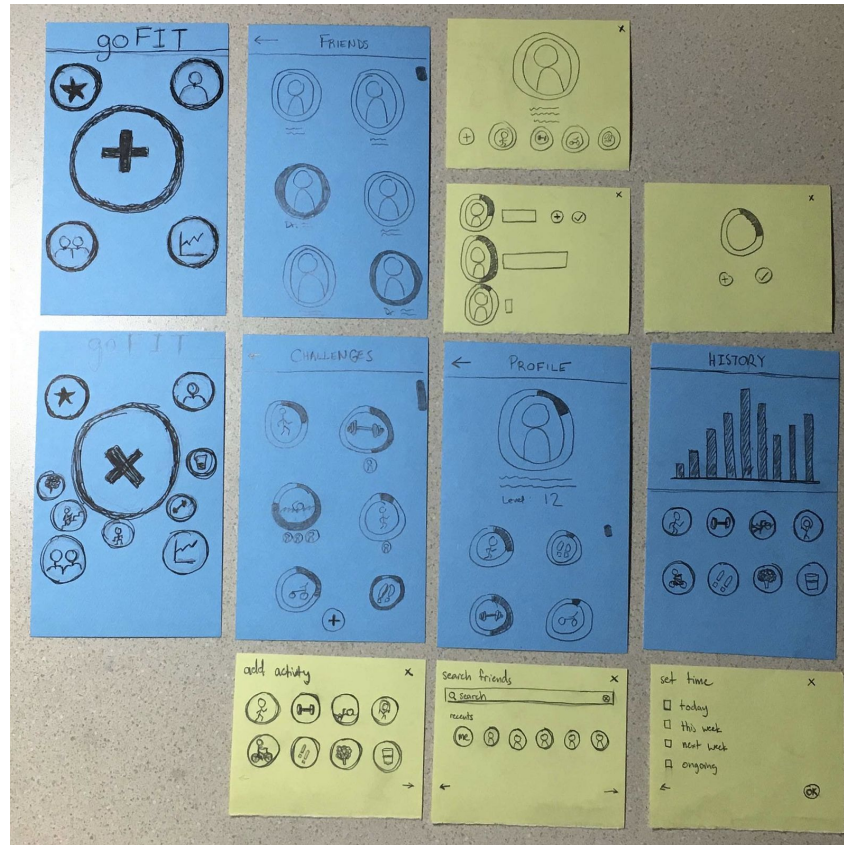 goFIT
FRIENDS
goFIT
CHALLENGES
PROFILE
Level 12
HISTORY
add activity
search friends
search
recents
me
set time
today
this week
next week
ongoing
OK